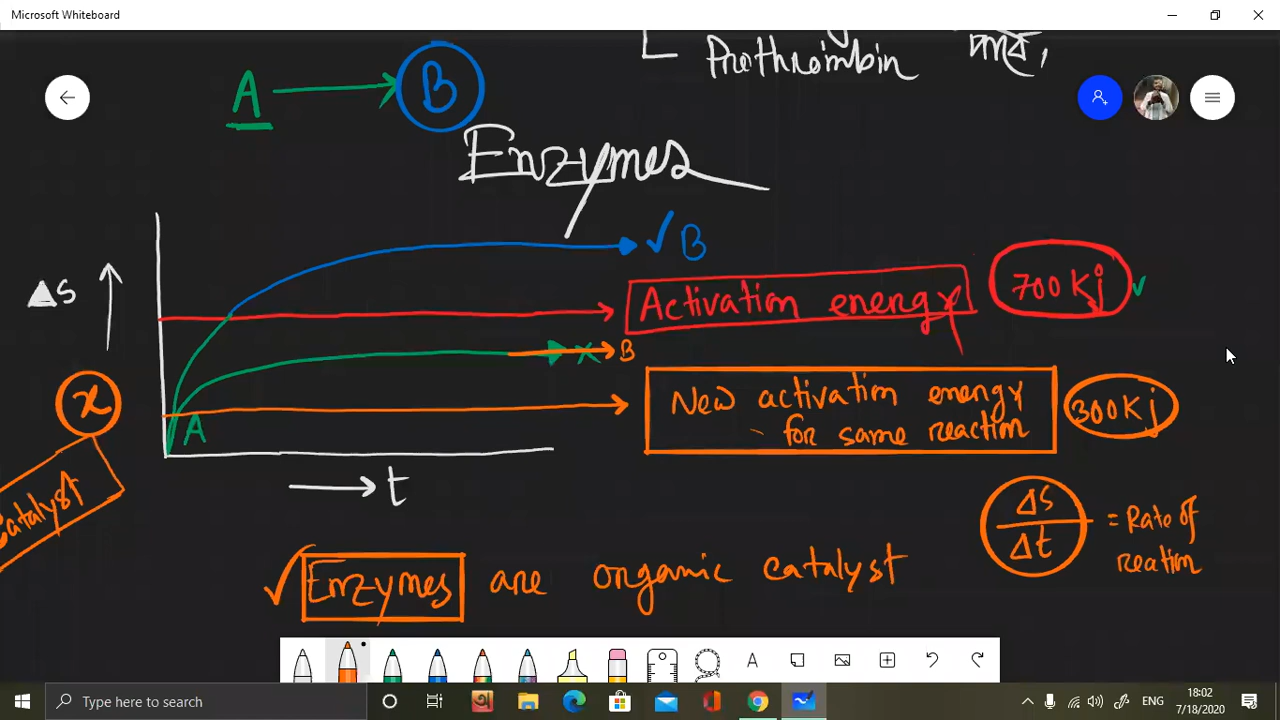 Microsoft Whiteboard
Prothrombin
A
B
Enzymes
B
ΔS
Activation energy
700 Kj
B
x
New activation energy
for same reaction
300 Kj
A
Catalyst
t
ΔS
Δt
= Rate of
reation
Enzymes are organic catalyst
A
Type here to search
ENG
18:02
7/18/2020